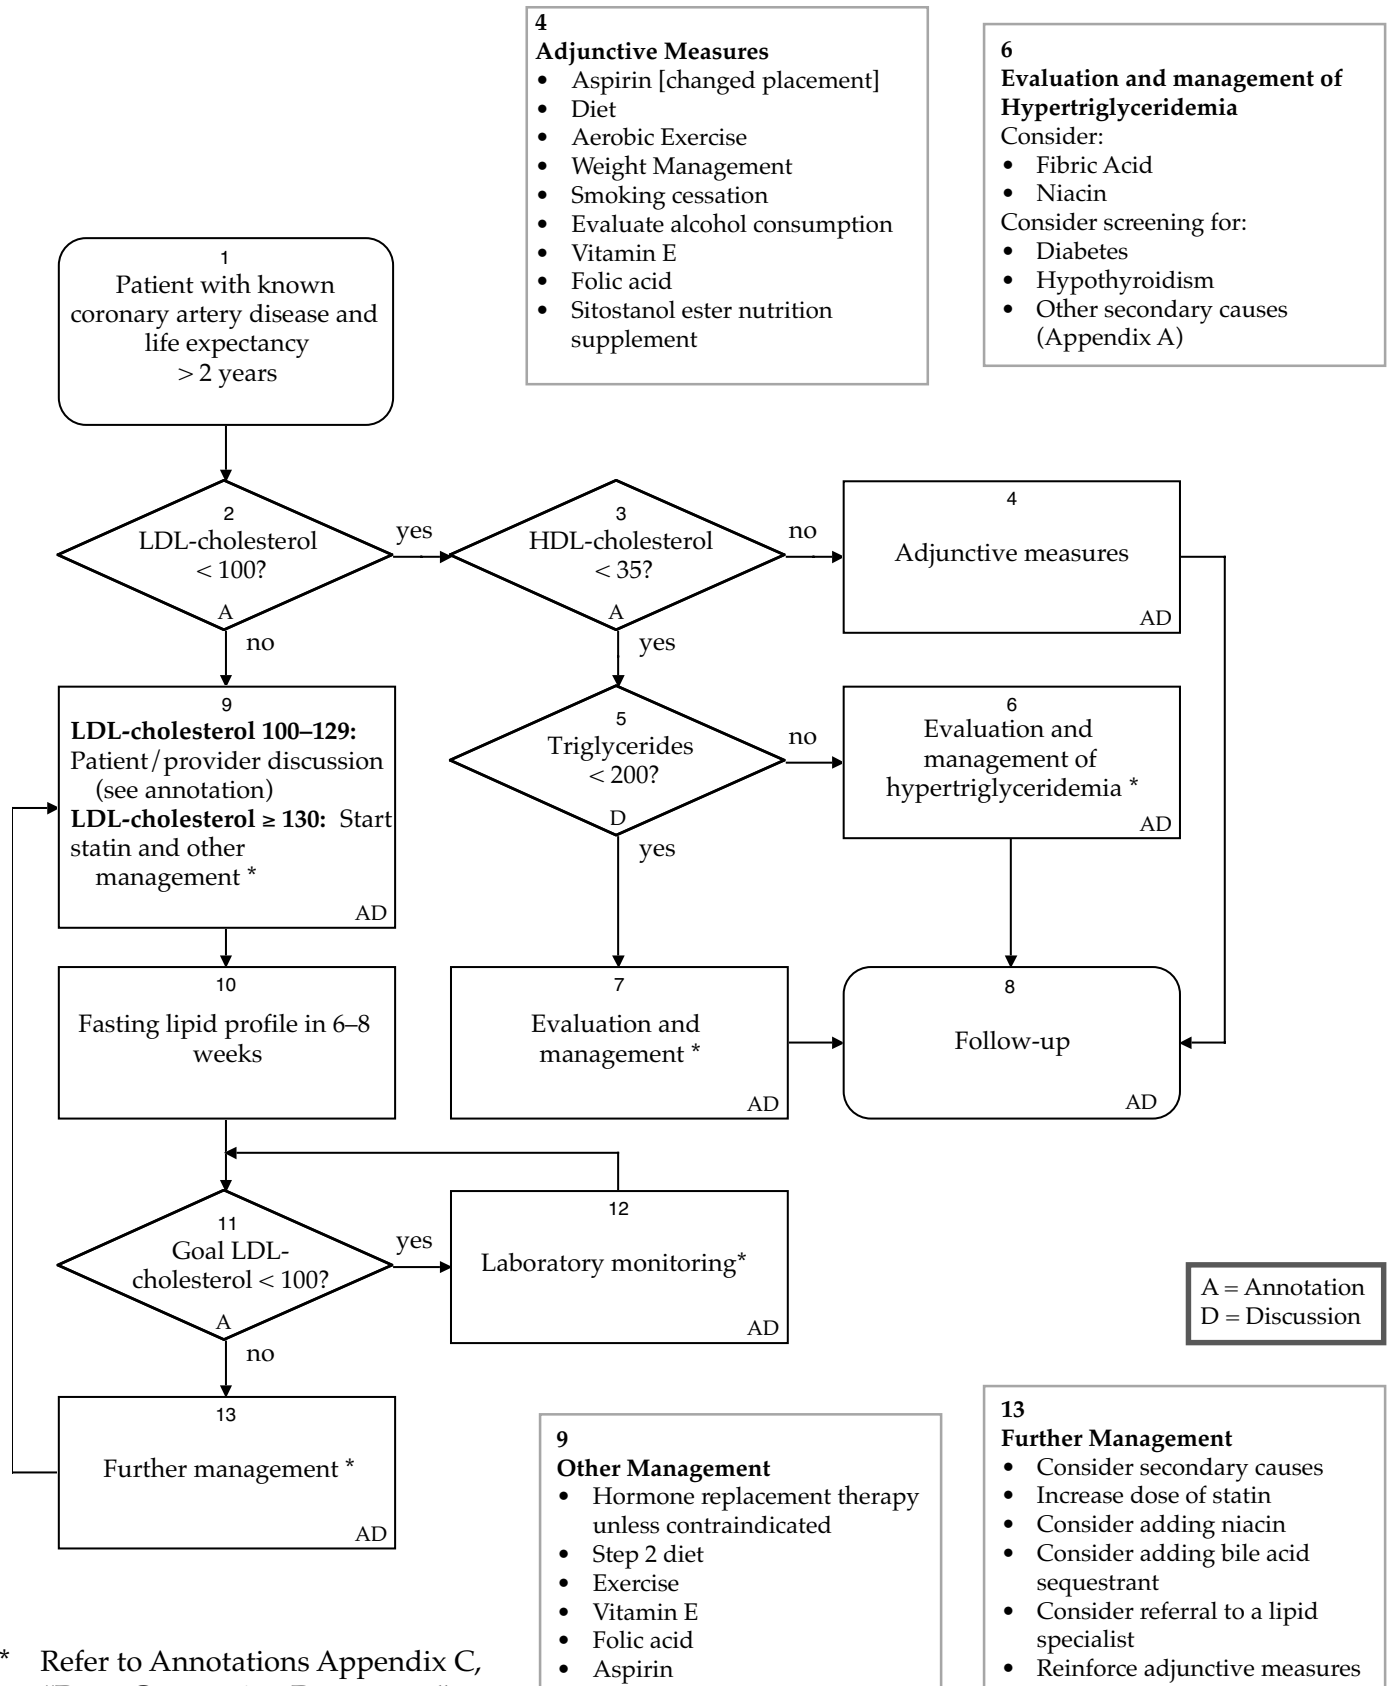 4
Adjunctive Measures
• Aspirin [changed placement]
• Diet
• Aerobic Exercise
• Weight Management
• Smoking cessation
• Evaluate alcohol consumption
• Vitamin E
• Folic acid
• Sitostanol ester nutrition
supplement
6
Evaluation and management of
Hypertriglyceridemia
Consider:
• Fibric Acid
• Niacin
Consider screening for:
• Diabetes
• Hypothyroidism
• Other secondary causes
(Appendix A)
1
Patient with known
coronary artery disease and
life expectancy
> 2 years
2
LDL-cholesterol
< 100?
A
yes
no
3
HDL-cholesterol
< 35?
A
no
yes
4
Adjunctive measures
AD
9
LDL-cholesterol 100–129:
Patient/provider discussion
(see annotation)
LDL-cholesterol ≥ 130: Start
statin and other
management *
AD
5
Triglycerides
< 200?
D
no
yes
6
Evaluation and
management of
hypertriglyceridemia *
AD
10
Fasting lipid profile in 6–8
weeks
7
Evaluation and
management *
AD
8
Follow-up
AD
11
Goal LDL-
cholesterol < 100?
A
yes
no
12
Laboratory monitoring*
AD
A = Annotation
D = Discussion
13
Further management *
AD
9
Other Management
• Hormone replacement therapy
unless contraindicated
• Step 2 diet
• Exercise
• Vitamin E
• Folic acid
• Aspirin
13
Further Management
• Consider secondary causes
• Increase dose of statin
• Consider adding niacin
• Consider adding bile acid
sequestrant
• Consider referral to a lipid
specialist
• Reinforce adjunctive measures
* Refer to Annotations Appendix C,